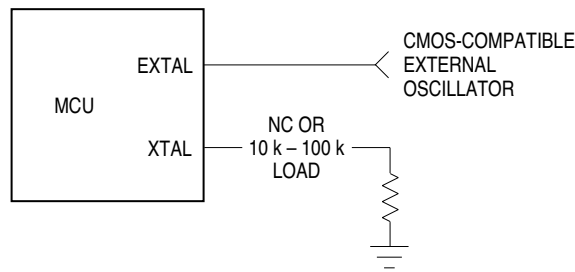 EXTAL
CMOS-COMPATIBLE
EXTERNAL
OSCILLATOR
MCU
XTAL
NC OR
10 k – 100 k
LOAD